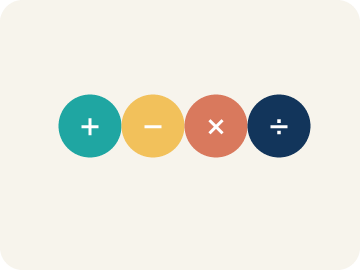 + − × ÷